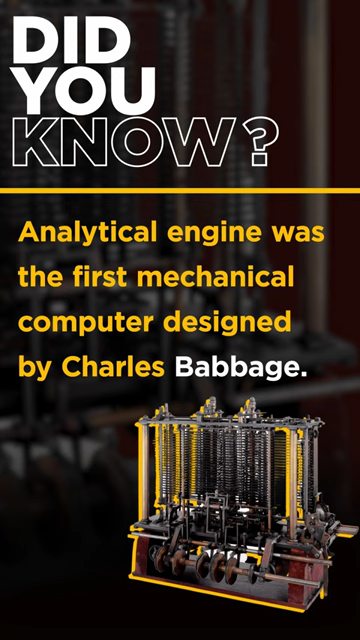 DID
YOU
KNOW?
Analytical engine was
the first mechanical
computer designed
by Charles Babbage.